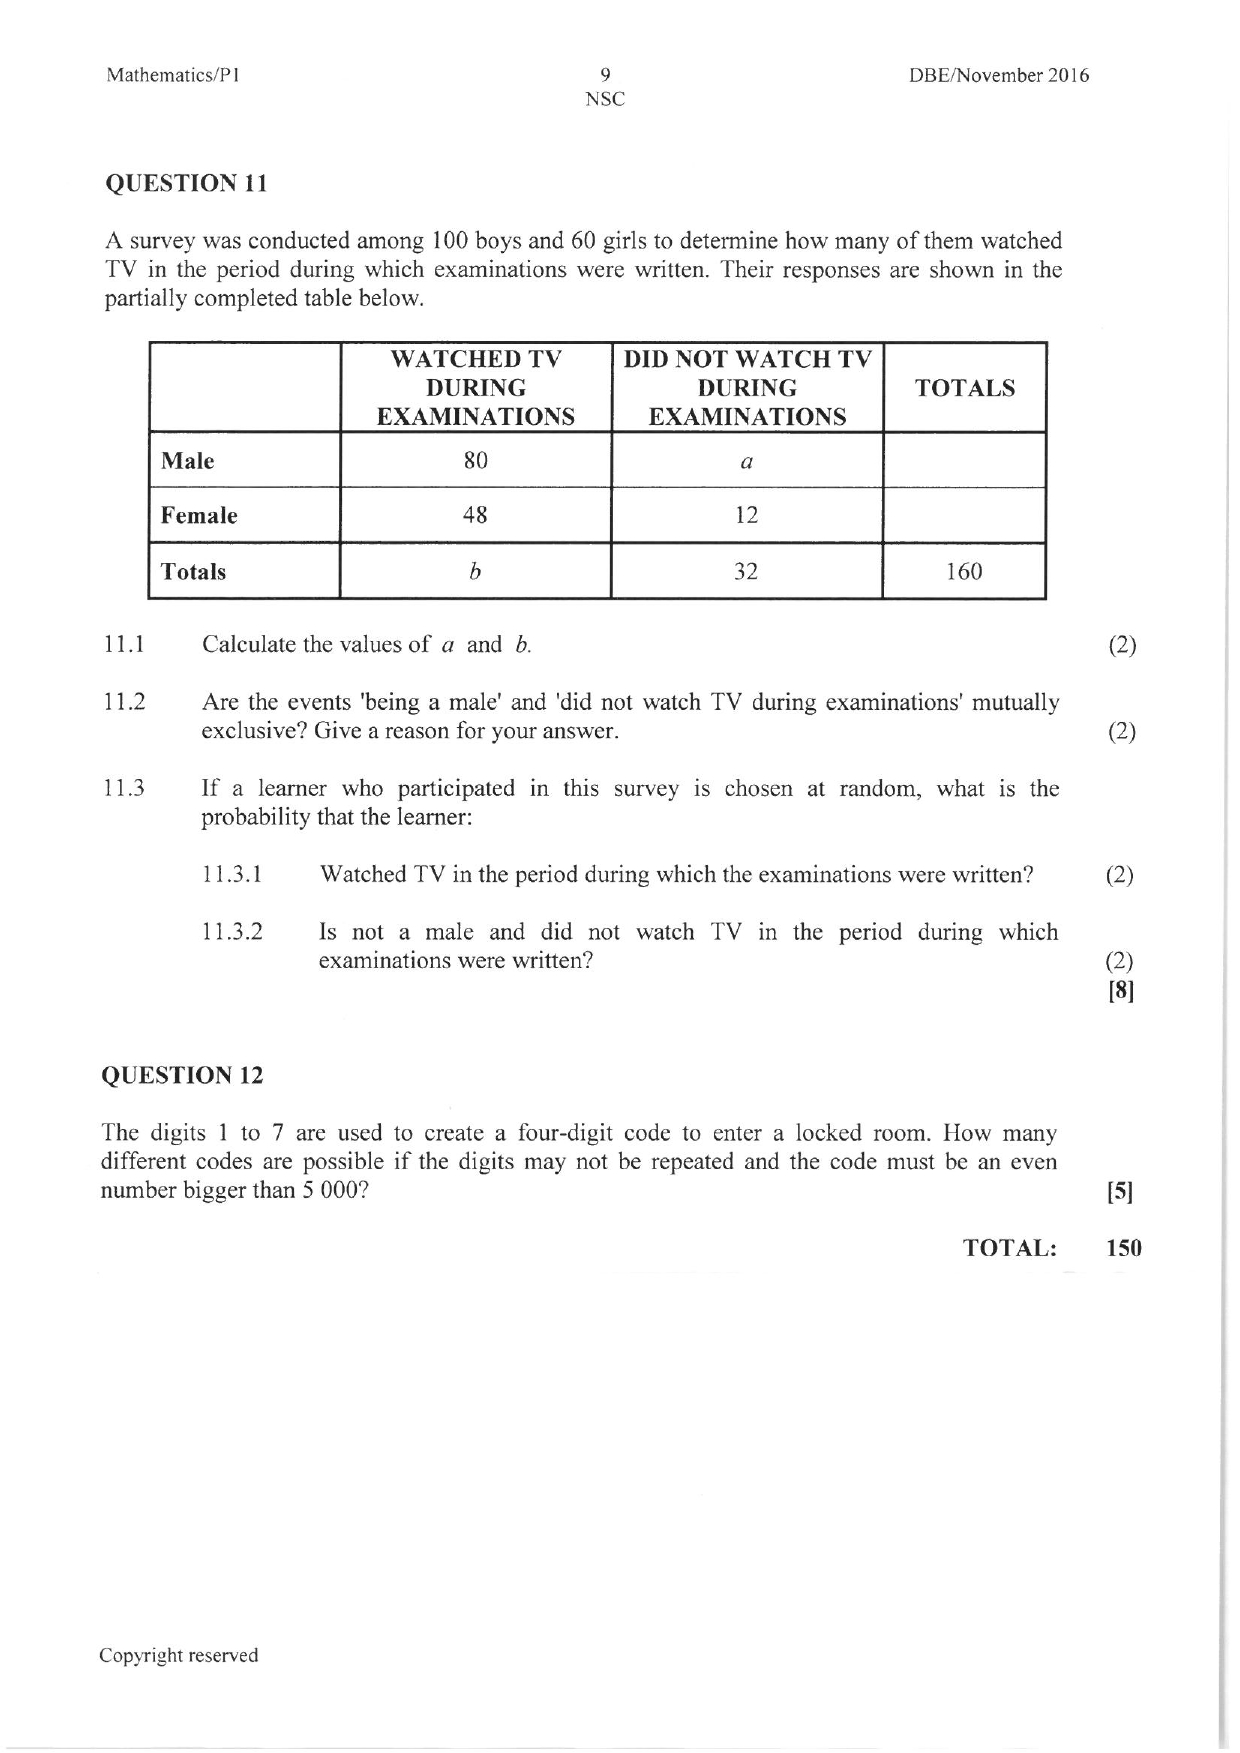 Mathematics/P1 9 DBE/November 2016
NSC
QUESTION 11
A survey was conducted among 100 boys and 60 girls to determine how many of them watched
TV in the period during which examinations were written. Their responses are shown in the
partially completed table below.
WATCHED TV DURING EXAMINATIONS DID NOT WATCH TV DURING EXAMINATIONS TOTALS
Male 80 a
Female 48 12
Totals b 32 160
11.1 Calculate the values of a and b. (2)
11.2 Are the events 'being a male' and 'did not watch TV during examinations' mutually
exclusive? Give a reason for your answer. (2)
11.3 If a learner who participated in this survey is chosen at random, what is the
probability that the learner:
11.3.1 Watched TV in the period during which the examinations were written? (2)
11.3.2 Is not a male and did not watch TV in the period during which
examinations were written? (2)
[8]
QUESTION 12
The digits 1 to 7 are used to create a four-digit code to enter a locked room. How many
different codes are possible if the digits may not be repeated and the code must be an even
number bigger than 5 000? [5]
TOTAL: 150
Copyright reserved